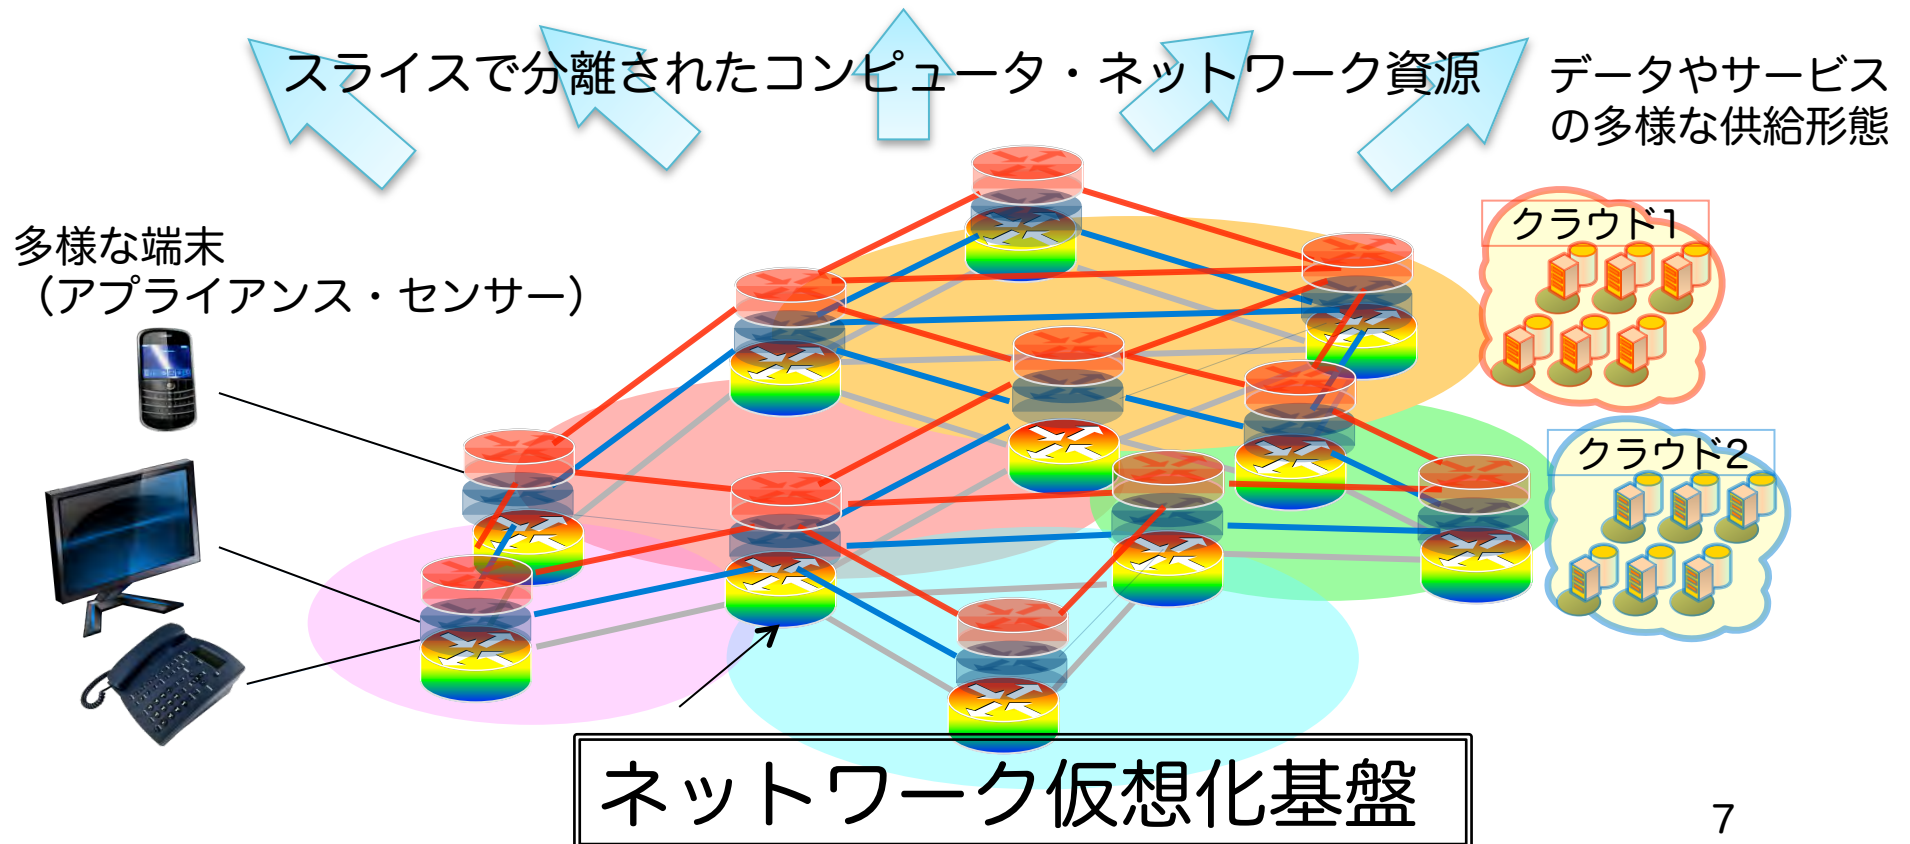 スライスで分離されたコンピュータ・ネットワーク資源
データやサービス
の多様な供給形態
多様な端末
（アプライアンス・センサー）
クラウド1
クラウド2
ネットワーク仮想化基盤
7